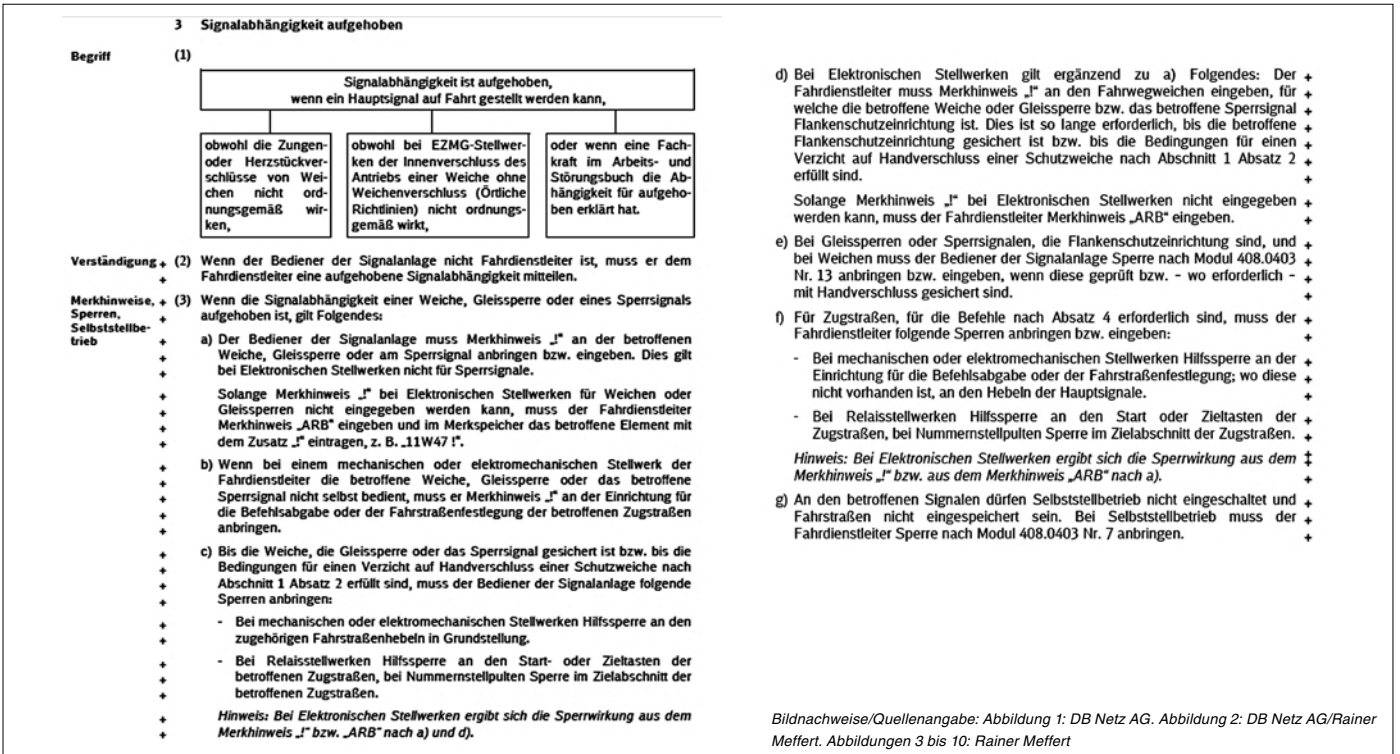 3 Signalabhängigkeit aufgehoben
Begriff (1)
Signalabhängigkeit ist aufgehoben,
wenn ein Hauptsignal auf Fahrt gestellt werden kann,
obwohl die Zungen-
oder Herzstückver-
schlüsse von Wei-
chen nicht ord-
nungsgemäß wir-
ken,
obwohl bei EZMG-Stellwer-
ken der Innenverschluss des
Antriebs einer Weiche ohne
Weichenverschluss (Örtliche
Richtlinien) nicht ordnungs-
gemäß wirkt,
oder wenn eine Fach-
kraft im Arbeits- und
Störungsbuch die Ab-
hängigkeit für aufgeho-
ben erklärt hat.
Verständigung + (2) Wenn der Bediener der Signalanlage nicht Fahrdienstleiter ist, muss er dem
+ Fahrdienstleiter eine aufgehobene Signalabhängigkeit mitteilen.
Merkhinweise, + (3) Wenn die Signalabhängigkeit einer Weiche, Gleissperre oder eines Sperrsignals
Sperren, + aufgehoben ist, gilt Folgendes:
Selbststellbe-
trieb + a) Der Bediener der Signalanlage muss Merkhinweis „!“ an der betroffenen
+ Weiche, Gleissperre oder am Sperrsignal anbringen bzw. eingeben. Dies gilt
+ bei Elektronischen Stellwerken nicht für Sperrsignale.
+ Solange Merkhinweis „!“ bei Elektronischen Stellwerken für Weichen oder
+ Gleissperren nicht eingegeben werden kann, muss der Fahrdienstleiter
+ Merkhinweis „ARB“ eingeben und im Merkspeicher das betroffene Element mit
+ dem Zusatz „!“ eintragen, z. B. „11W47 !“.
+ b) Wenn bei einem mechanischen oder elektromechanischen Stellwerk der
+ Fahrdienstleiter die betroffene Weiche, Gleissperre oder das betroffene
+ Sperrsignal nicht selbst bedient, muss er Merkhinweis „!“ an der Einrichtung für
+ die Befehlsabgabe oder der Fahrstraßenfestlegung der betroffenen Zugstraßen
+ anbringen.
+ c) Bis die Weiche, die Gleissperre oder das Sperrsignal gesichert ist bzw. bis die
+ Bedingungen für einen Verzicht auf Handverschluss einer Schutzweiche nach
+ Abschnitt 1 Absatz 2 erfüllt sind, muss der Bediener der Signalanlage folgende
+ Sperren anbringen:
+ - Bei mechanischen oder elektromechanischen Stellwerken Hilfssperre an den
+ zugehörigen Fahrstraßenhebeln in Grundstellung.
+ - Bei Relaisstellwerken Hilfssperre an den Start- oder Zieltasten der
+ betroffenen Zugstraßen, bei Nummernstellpulten Sperre im Zielabschnitt der
+ betroffenen Zugstraßen.
+ Hinweis: Bei Elektronischen Stellwerken ergibt sich die Sperrwirkung aus dem
+ Merkhinweis „!“ bzw. „ARB“ nach a) und d).
d) Bei Elektronischen Stellwerken gilt ergänzend zu a) Folgendes: Der +
Fahrdienstleiter muss Merkhinweis „!“ an den Fahrwegweichen eingeben, für +
welche die betroffene Weiche oder Gleissperre bzw. das betroffene Sperrsignal +
Flankenschutzeinrichtung ist. Dies ist so lange erforderlich, bis die betroffene +
Flankenschutzeinrichtung gesichert ist bzw. bis die Bedingungen für einen +
Verzicht auf Handverschluss einer Schutzweiche nach Abschnitt 1 Absatz 2 +
erfüllt sind. +
Solange Merkhinweis „!“ bei Elektronischen Stellwerken nicht eingegeben +
werden kann, muss der Fahrdienstleiter Merkhinweis „ARB“ eingeben. +
e) Bei Gleissperren oder Sperrsignalen, die Flankenschutzeinrichtung sind, und +
bei Weichen muss der Bediener der Signalanlage Sperre nach Modul 408.0403 +
Nr. 13 anbringen bzw. eingeben, wenn diese geprüft bzw. - wo erforderlich - +
mit Handverschluss gesichert sind. +
f) Für Zugstraßen, für die Befehle nach Absatz 4 erforderlich sind, muss der +
Fahrdienstleiter folgende Sperren anbringen bzw. eingeben: +
- Bei mechanischen oder elektromechanischen Stellwerken Hilfssperre an der +
Einrichtung für die Befehlsabgabe oder der Fahrstraßenfestlegung; wo diese +
nicht vorhanden ist, an den Hebeln der Hauptsignale. +
- Bei Relaisstellwerken Hilfssperre an den Start oder Zieltasten der +
Zugstraßen, bei Nummernstellpulten Sperre im Zielabschnitt der Zugstraßen. +
Hinweis: Bei Elektronischen Stellwerken ergibt sich die Sperrwirkung aus dem ‡
Merkhinweis „!“ bzw. aus dem Merkhinweis „ARB“ nach a). +
g) An den betroffenen Signalen dürfen Selbststellbetrieb nicht eingeschaltet und +
Fahrstraßen nicht eingespeichert sein. Bei Selbststellbetrieb muss der +
Fahrdienstleiter Sperre nach Modul 408.0403 Nr. 7 anbringen. +
Bildnachweise/Quellenangabe: Abbildung 1: DB Netz AG. Abbildung 2: DB Netz AG/Rainer
Meffert. Abbildungen 3 bis 10: Rainer Meffert